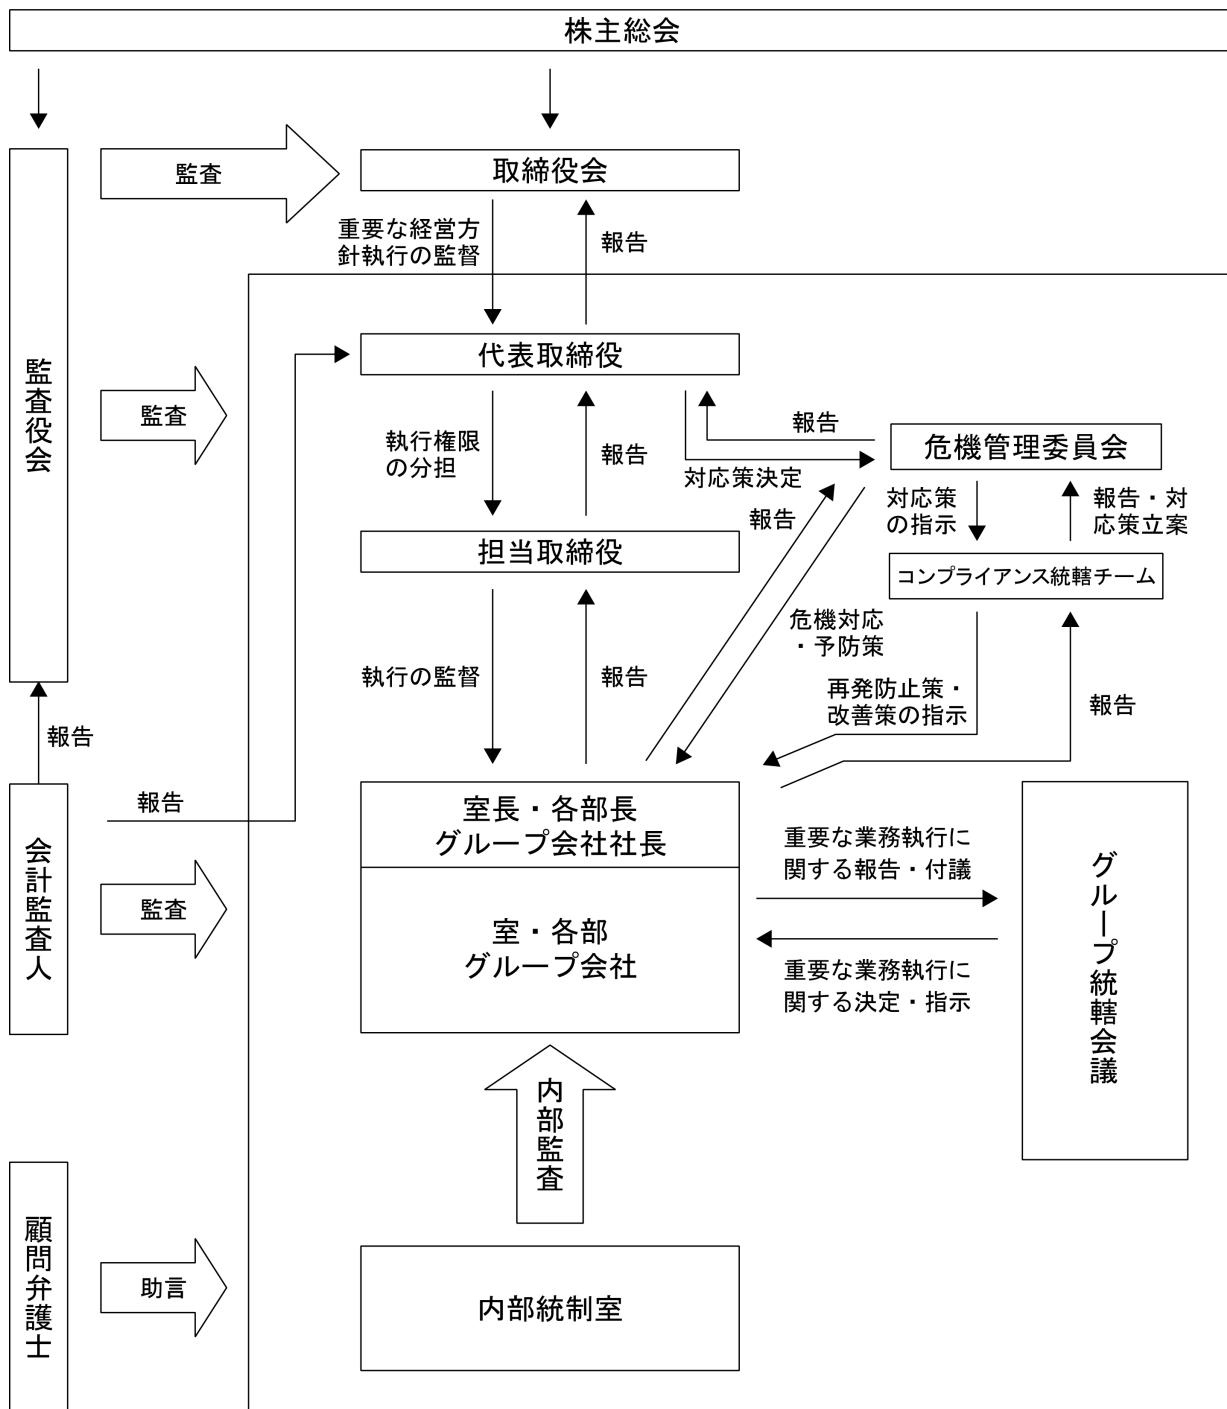 株主総会
監査
取締役会
重要な経営方
針執行の監督
報告
監査役会
代表取締役
監査
執行権限
の分担
報告
報告
対応策決定
危機管理委員会
対応策
の指示
報告・対
応策立案
報告
担当取締役
コンプライアンス統轄チーム
執行の監督
報告
危機対応
・予防策
再発防止策・
改善策の指示
報告
報告
会計監査人
報告
監査
室長・各部長
グループ会社社長
室・各部
グループ会社
重要な業務執行に
関する報告・付議
重要な業務執行に
関する決定・指示
グループ統轄会議
内部監査
顧問弁護士
助言
内部統制室